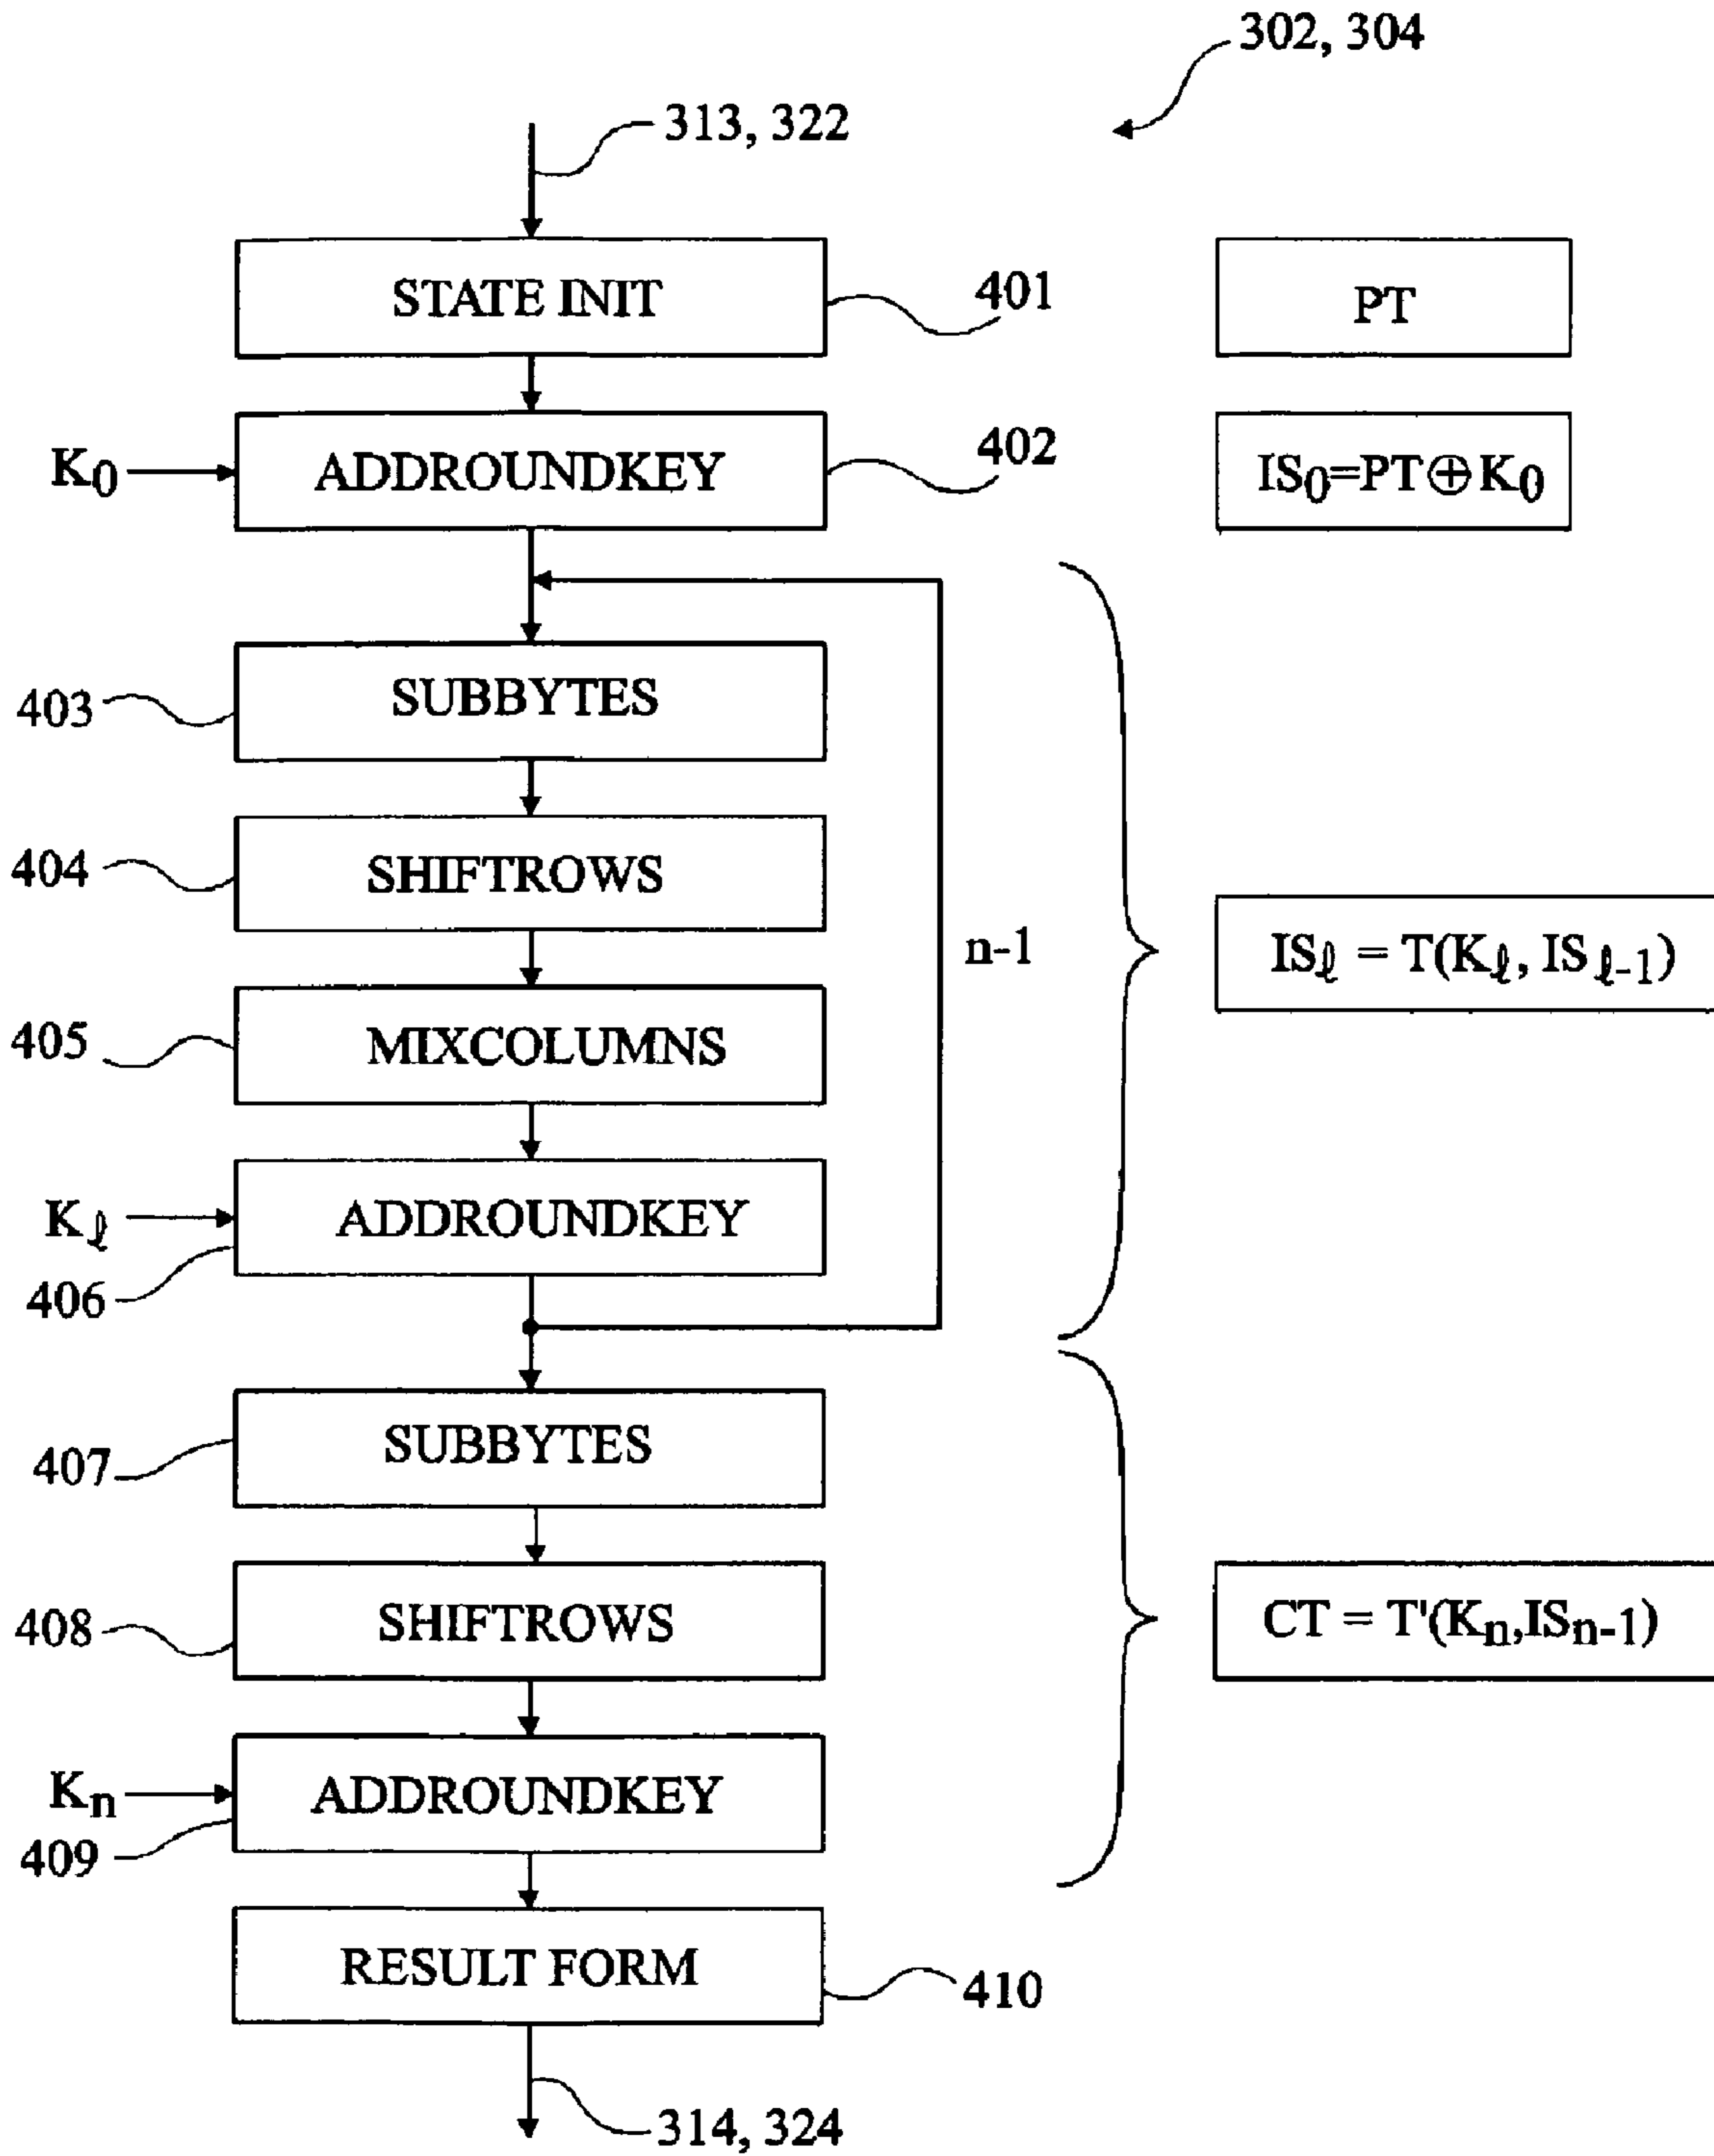 302, 304
313, 322
STATE INIT
401
PT
K0
ADDROUNDKEY
402
IS0=PT⊕K0
403
SUBBYTES
404
SHIFTROWS
n-1
ISℓ = T(Kℓ, ISℓ-1)
405
MIXCOLUMNS
Kℓ
ADDROUNDKEY
406
SUBBYTES
407
SHIFTROWS
408
CT = T'(Kn,ISn-1)
Kn
ADDROUNDKEY
409
RESULT FORM
410
314, 324